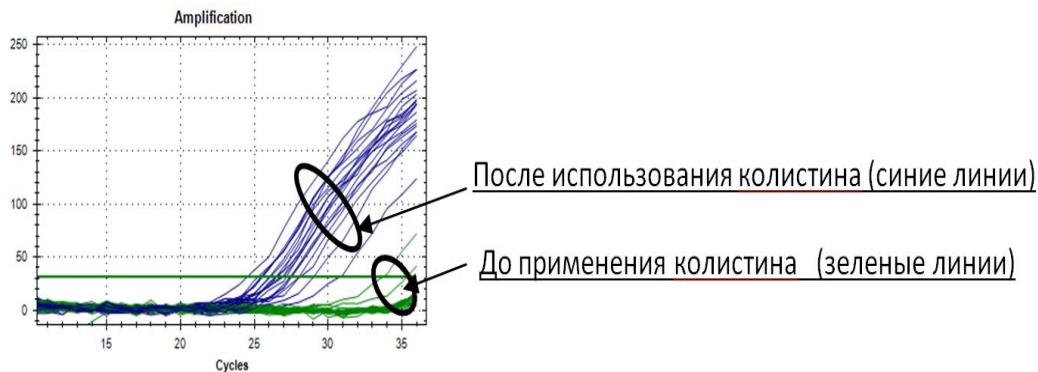 Amplification
250
200
150
100
50
0
15 20 25 30 35
Cycles
После использования колистина (синие линии)
До применения колистина (зеленые линии)